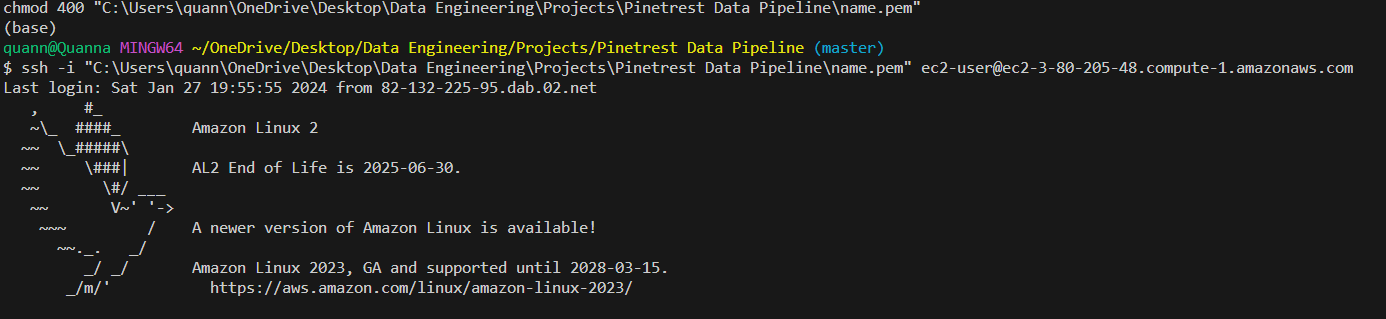 chmod 400 "C:\Users\quann\OneDrive\Desktop\Data Engineering\Projects\Pinetrest Data Pipeline\name.pem"
(base)
quann@Quanna MINGW64 ~/OneDrive/Desktop/Data Engineering/Projects/Pinetrest Data Pipeline (master)
$ ssh -i "C:\Users\quann\OneDrive\Desktop\Data Engineering\Projects\Pinetrest Data Pipeline\name.pem" ec2-user@ec2-3-80-205-48.compute-1.amazonaws.com
Last login: Sat Jan 27 19:55:55 2024 from 82-132-225-95.dab.02.net
   ,     #_
   ~\_  ####_        Amazon Linux 2
  ~~  \_#####\
  ~~     \###|       AL2 End of Life is 2025-06-30.
  ~~       \#/ ___
   ~~       V~' '->
    ~~~         /    A newer version of Amazon Linux is available!
      ~~._.   _/
         _/ _/       Amazon Linux 2023, GA and supported until 2028-03-15.
       _/m/'           https://aws.amazon.com/linux/amazon-linux-2023/